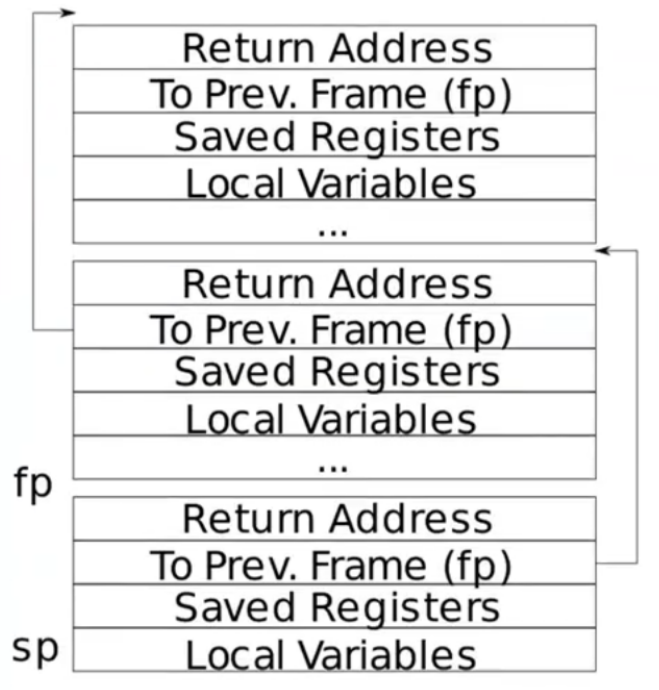 Return Address
To Prev. Frame (fp)
Saved Registers
Local Variables
...
Return Address
To Prev. Frame (fp)
Saved Registers
Local Variables
...
fp
Return Address
To Prev. Frame (fp)
Saved Registers
sp
Local Variables